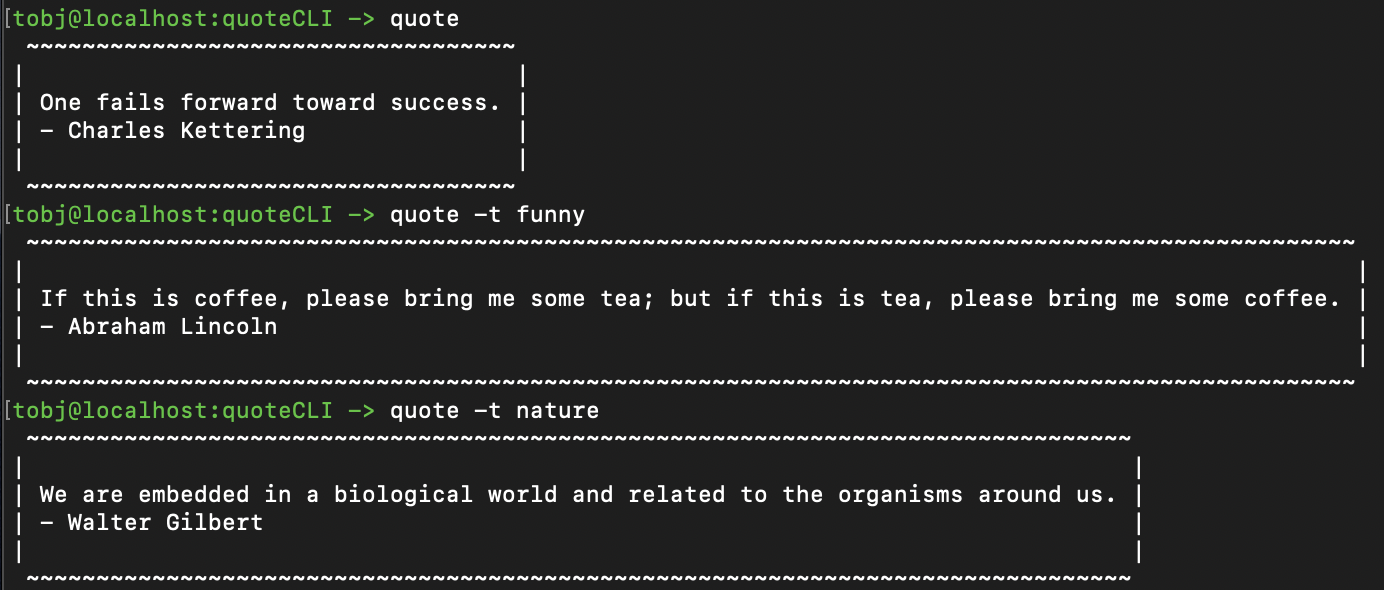 [tobj@localhost:quoteCLI -> quote
~~~~~~~~~~~~~~~~~~~~~~~~~~~~~~~~~~~
|                                   |
| One fails forward toward success. |
| - Charles Kettering               |
|                                   |
~~~~~~~~~~~~~~~~~~~~~~~~~~~~~~~~~~~
[tobj@localhost:quoteCLI -> quote -t funny
~~~~~~~~~~~~~~~~~~~~~~~~~~~~~~~~~~~~~~~~~~~~~~~~~~~~~~~~~~~~~~~~~~~~~~~~~~~~~~~~~~~~~~~~~~~~~~~
|                                                                                               |
| If this is coffee, please bring me some tea; but if this is tea, please bring me some coffee. |
| - Abraham Lincoln                                                                             |
|                                                                                               |
~~~~~~~~~~~~~~~~~~~~~~~~~~~~~~~~~~~~~~~~~~~~~~~~~~~~~~~~~~~~~~~~~~~~~~~~~~~~~~~~~~~~~~~~~~~~~~~
[tobj@localhost:quoteCLI -> quote -t nature
~~~~~~~~~~~~~~~~~~~~~~~~~~~~~~~~~~~~~~~~~~~~~~~~~~~~~~~~~~~~~~~~~~~~~~~~~~~~~~~
|                                                                               |
| We are embedded in a biological world and related to the organisms around us. |
| - Walter Gilbert                                                              |
|                                                                               |
~~~~~~~~~~~~~~~~~~~~~~~~~~~~~~~~~~~~~~~~~~~~~~~~~~~~~~~~~~~~~~~~~~~~~~~~~~~~~~~